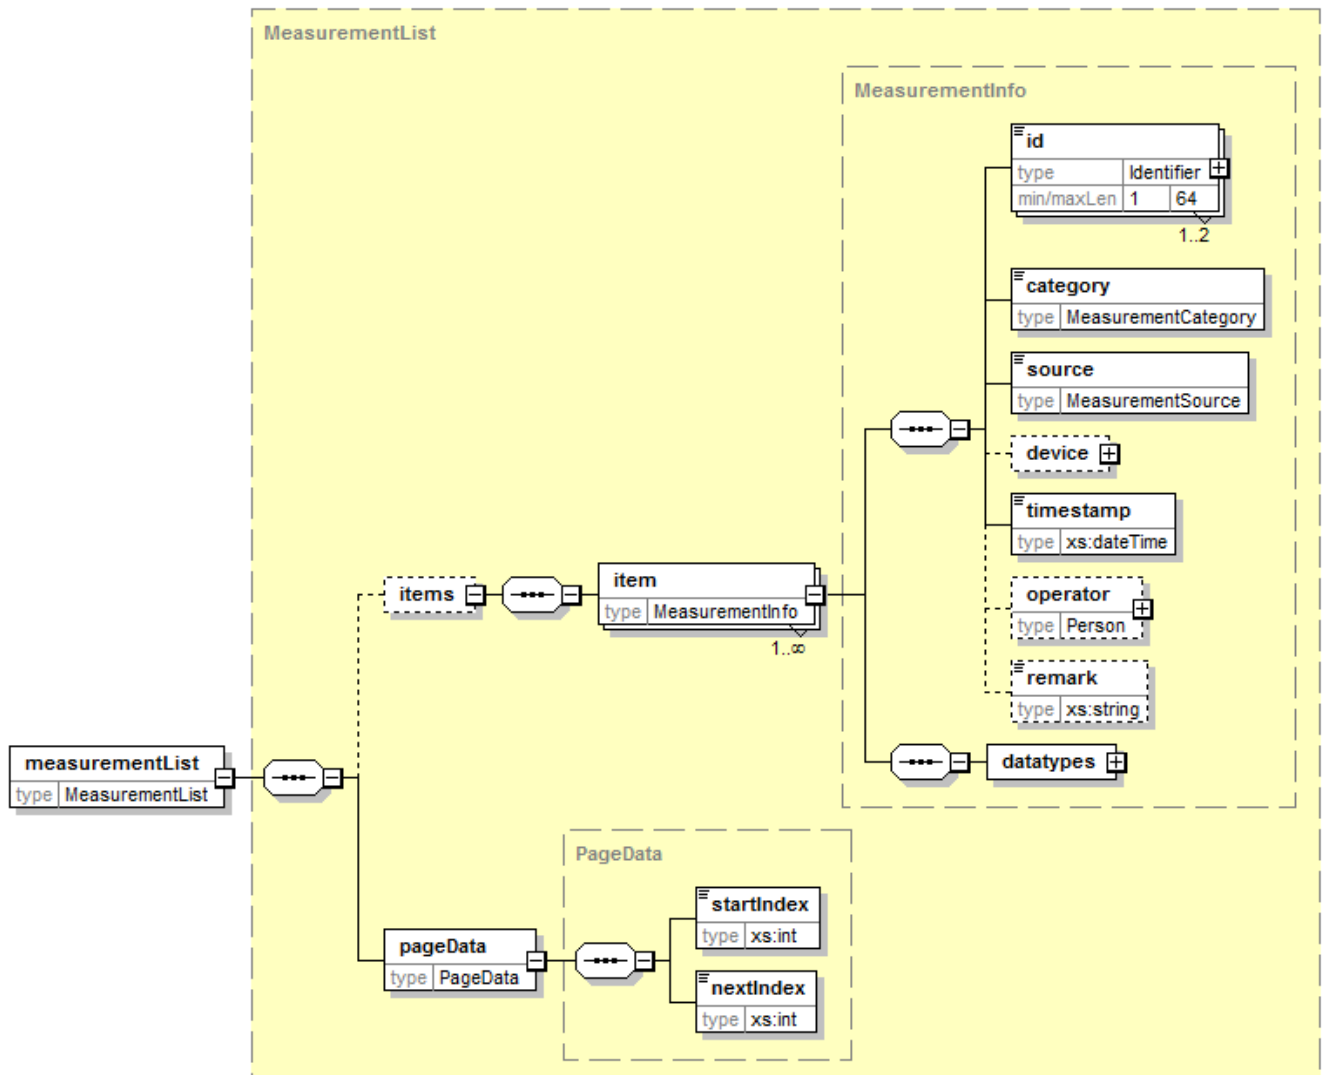 MeasurementList
MeasurementInfo
id
type Identifier
min/maxLen 1 64
1..2
category
type MeasurementCategory
source
type MeasurementSource
device
timestamp
type xs:dateTime
operator
type Person
remark
type xs:string
datatypes
items
item
type MeasurementInfo
1..∞
measurementList
type MeasurementList
PageData
startIndex
type xs:int
nextIndex
type xs:int
pageData
type PageData